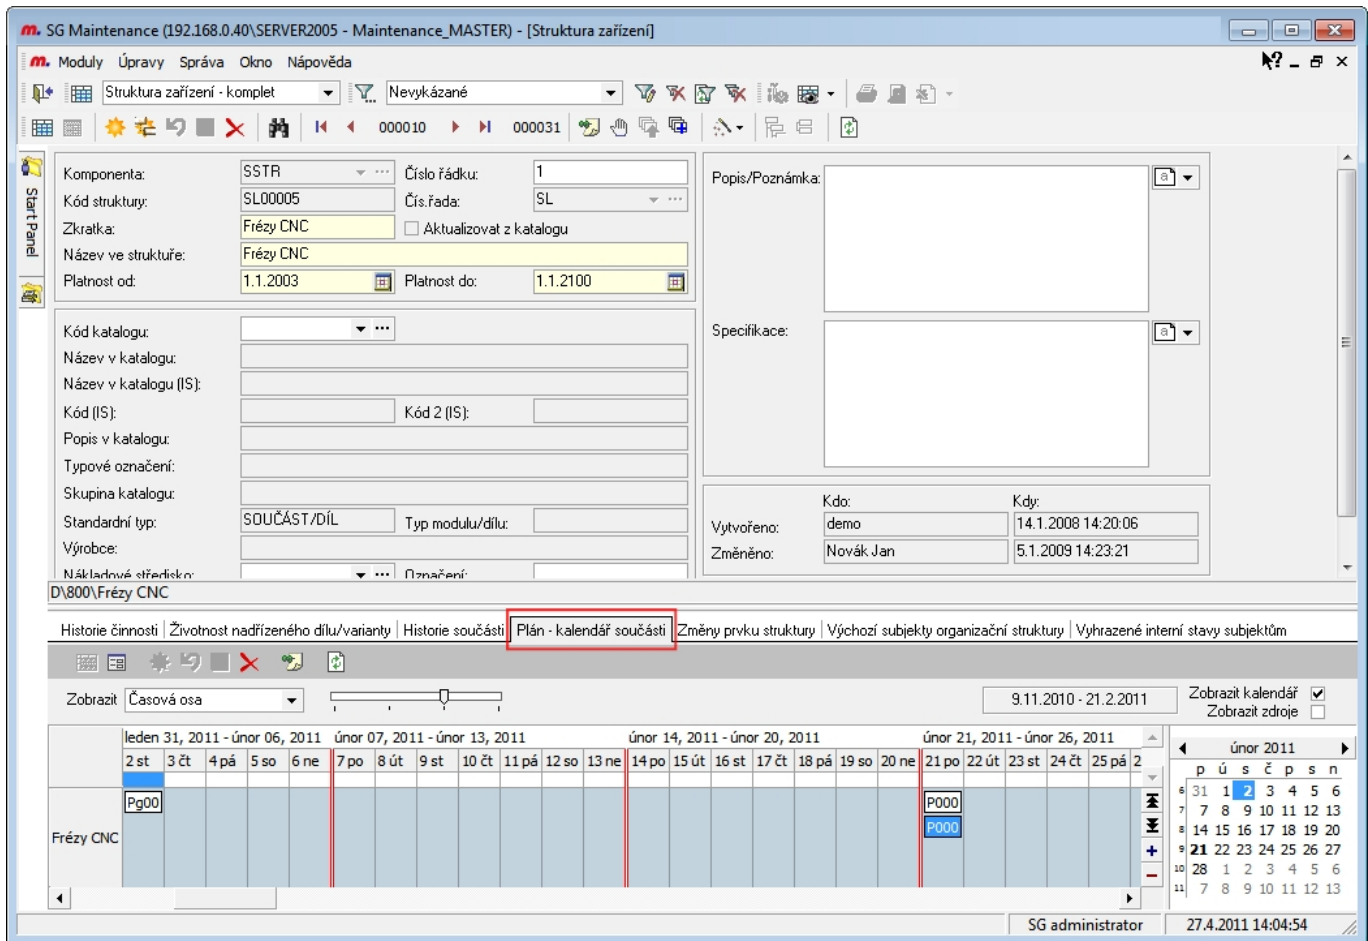 m. SG Maintenance (192.168.0.40\SERVER2005 - Maintenance_MASTER) - [Struktura zařízení]
m. Moduly Úpravy Správa Okno Nápověda
Struktura zařízení - komplet Nevykázané
000010 000031
Start Panel
Komponenta: SSTR Číslo řádku: 1
Kód struktury: SL00005 Čís.řada: SL
Zkratka: Frézy CNC Aktualizovat z katalogu
Název ve struktuře: Frézy CNC
Platnost od: 1.1.2003 Platnost do: 1.1.2100
Popis/Poznámka: a
Kód katalogu:
Název v katalogu:
Název v katalogu (IS):
Kód (IS): Kód 2 (IS):
Popis v katalogu:
Typové označení:
Skupina katalogu:
Standardní typ: SOUČÁST/DÍL Typ modulu/dílu:
Výrobce:
Nákladové středisko: Označení:
Specifikace: a
Kdo: Kdy:
Vytvořeno: demo 14.1.2008 14:20:06
Změněno: Novák Jan 5.1.2009 14:23:21
D\800\Frézy CNC
Historie činnosti Životnost nadřízeného dílu/varianty Historie součásti Plán - kalendář součásti Změny prvku struktury Výchozí subjekty organizační struktury Vyhrazené interní stavy subjektům
Zobrazit Časová osa 9.11.2010 - 21.2.2011 Zobrazit kalendář
Zobrazit zdroje
leden 31, 2011 - únor 06, 2011 únor 07, 2011 - únor 13, 2011 únor 14, 2011 - únor 20, 2011 únor 21, 2011 - únor 26, 2011
2 st 3 čt 4 pá 5 so 6 ne 7 po 8 út 9 st 10 čt 11 pá 12 so 13 ne 14 po 15 út 16 st 17 čt 18 pá 19 so 20 ne 21 po 22 út 23 st 24 čt 25 pá 2
Pg00 P000
P000
Frézy CNC
únor 2011
p ú s č p s n
6 31 1 2 3 4 5 6
7 7 8 9 10 11 12 13
8 14 15 16 17 18 19 20
9 21 22 23 24 25 26 27
10 28 1 2 3 4 5 6
11 7 8 9 10 11 12 13
SG administrator 27.4.2011 14:04:54